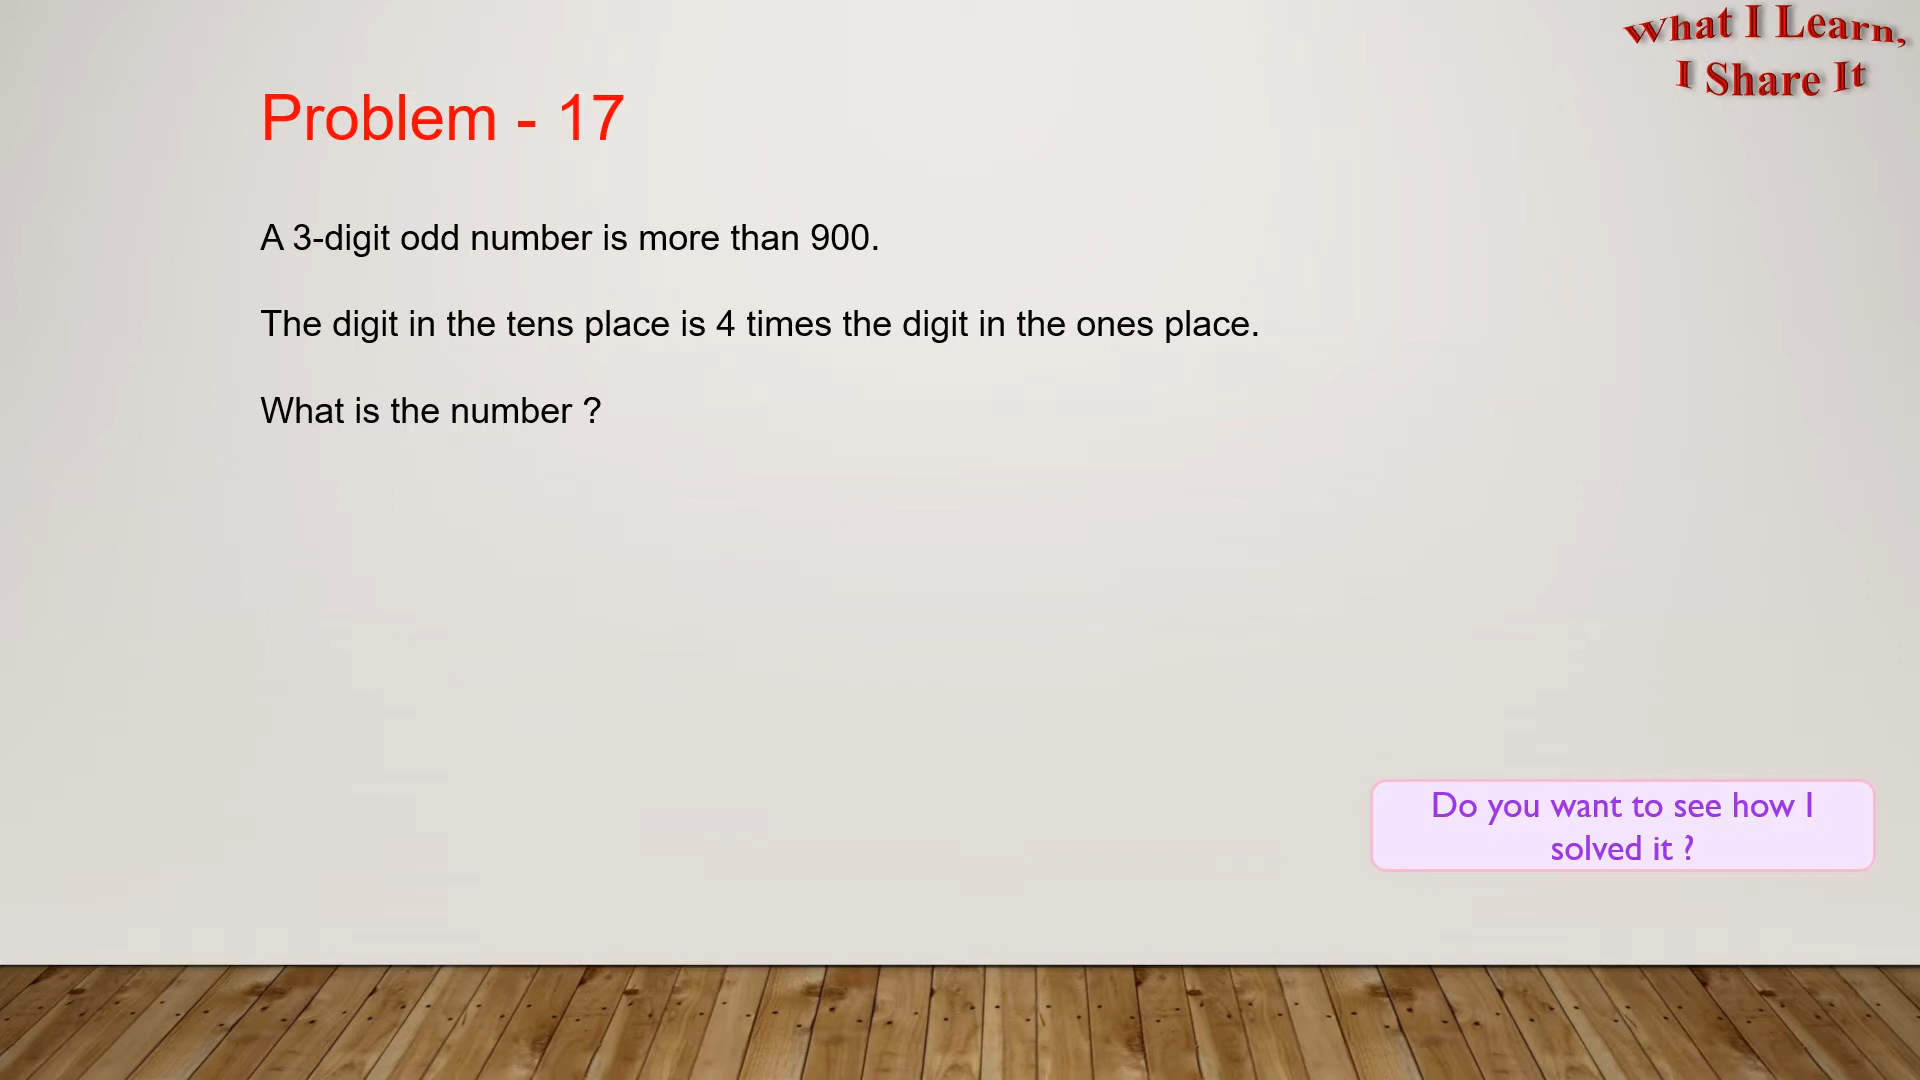 What I Learn,
I Share It
Problem - 17
A 3-digit odd number is more than 900.
The digit in the tens place is 4 times the digit in the ones place.
What is the number ?
Do you want to see how I
solved it ?